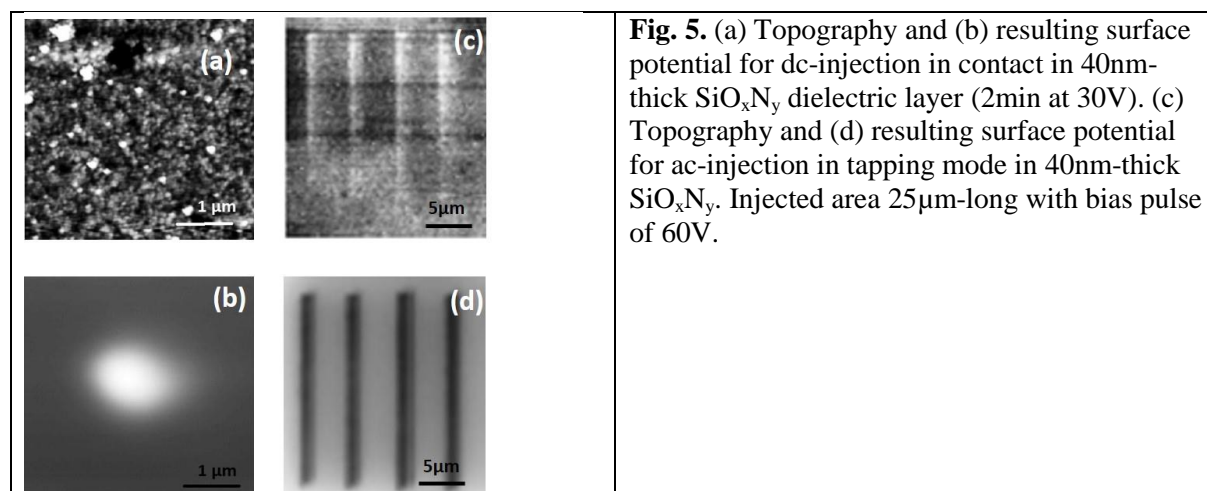 (a)
1 µm
(c)
5µm
(b)
1 µm
(d)
5µm
Fig. 5. (a) Topography and (b) resulting surface
potential for dc-injection in contact in 40nm-
thick SiOxNy dielectric layer (2min at 30V). (c)
Topography and (d) resulting surface potential
for ac-injection in tapping mode in 40nm-thick
SiOxNy. Injected area 25µm-long with bias pulse
of 60V.